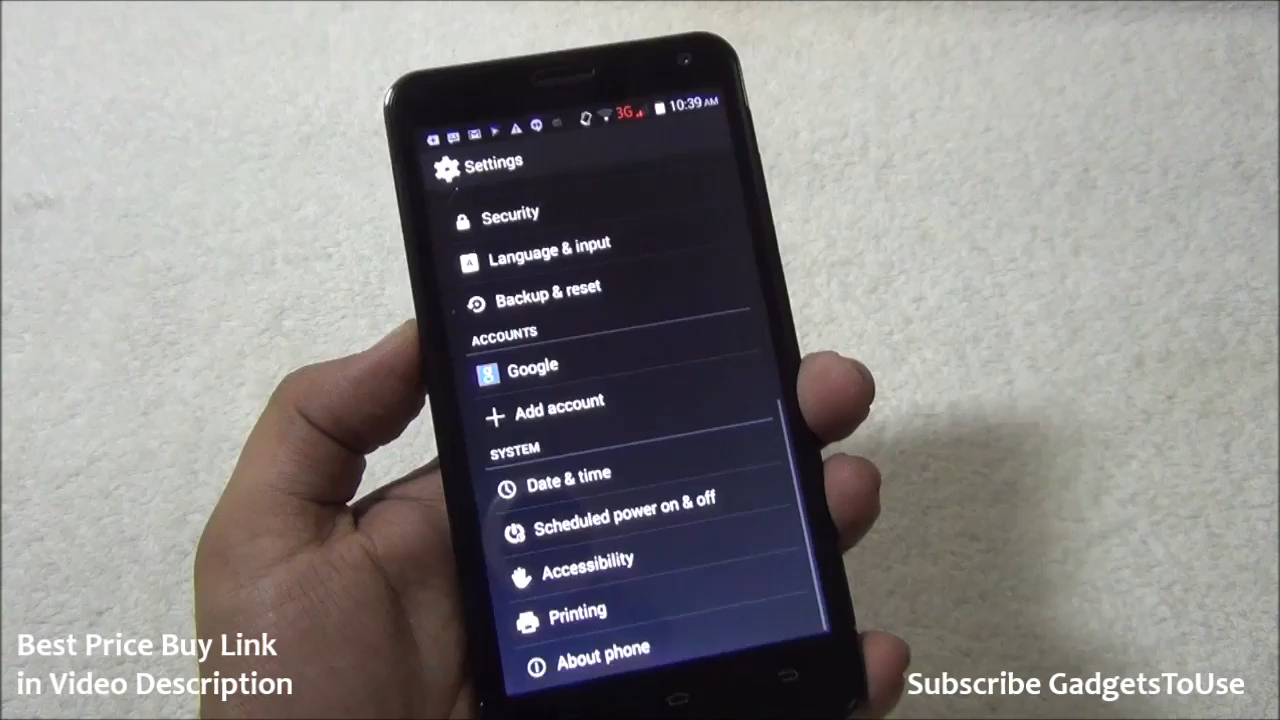 3G 10:39 AM
Settings
Security
A Language & input
Backup & reset
ACCOUNTS
g Google
Add account
SYSTEM
Date & time
Scheduled power on & off
Accessibility
Printing
About phone
Best Price Buy Link
in Video Description
Subscribe GadgetsToUse